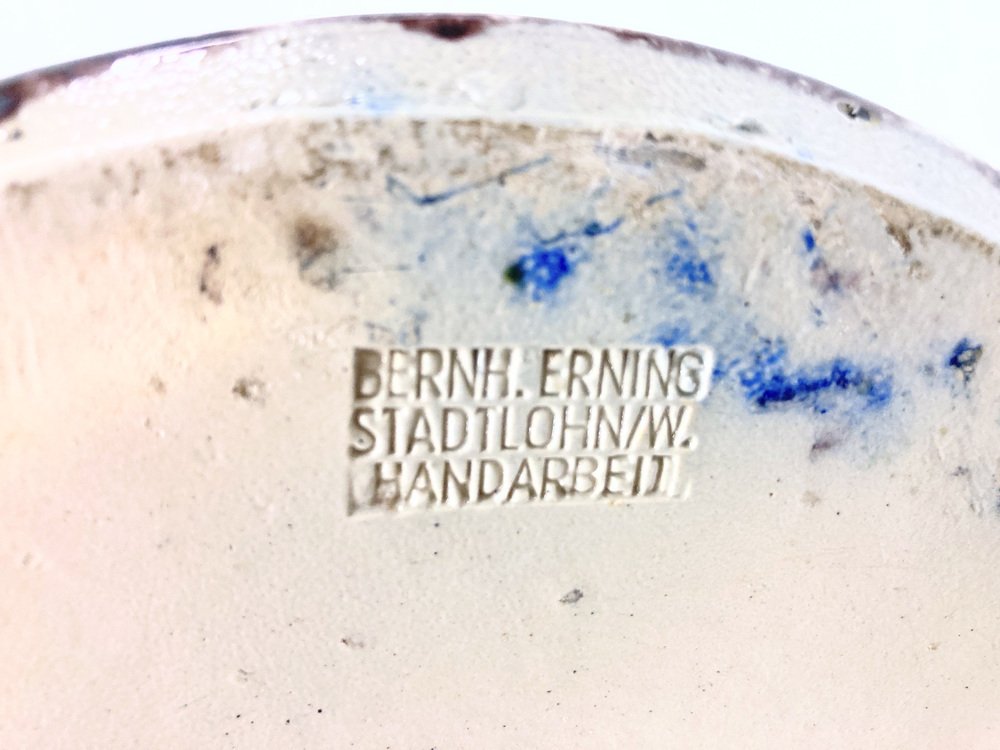 BERNH. ERNING
STADTLOHN/W.
HANDARBEIT